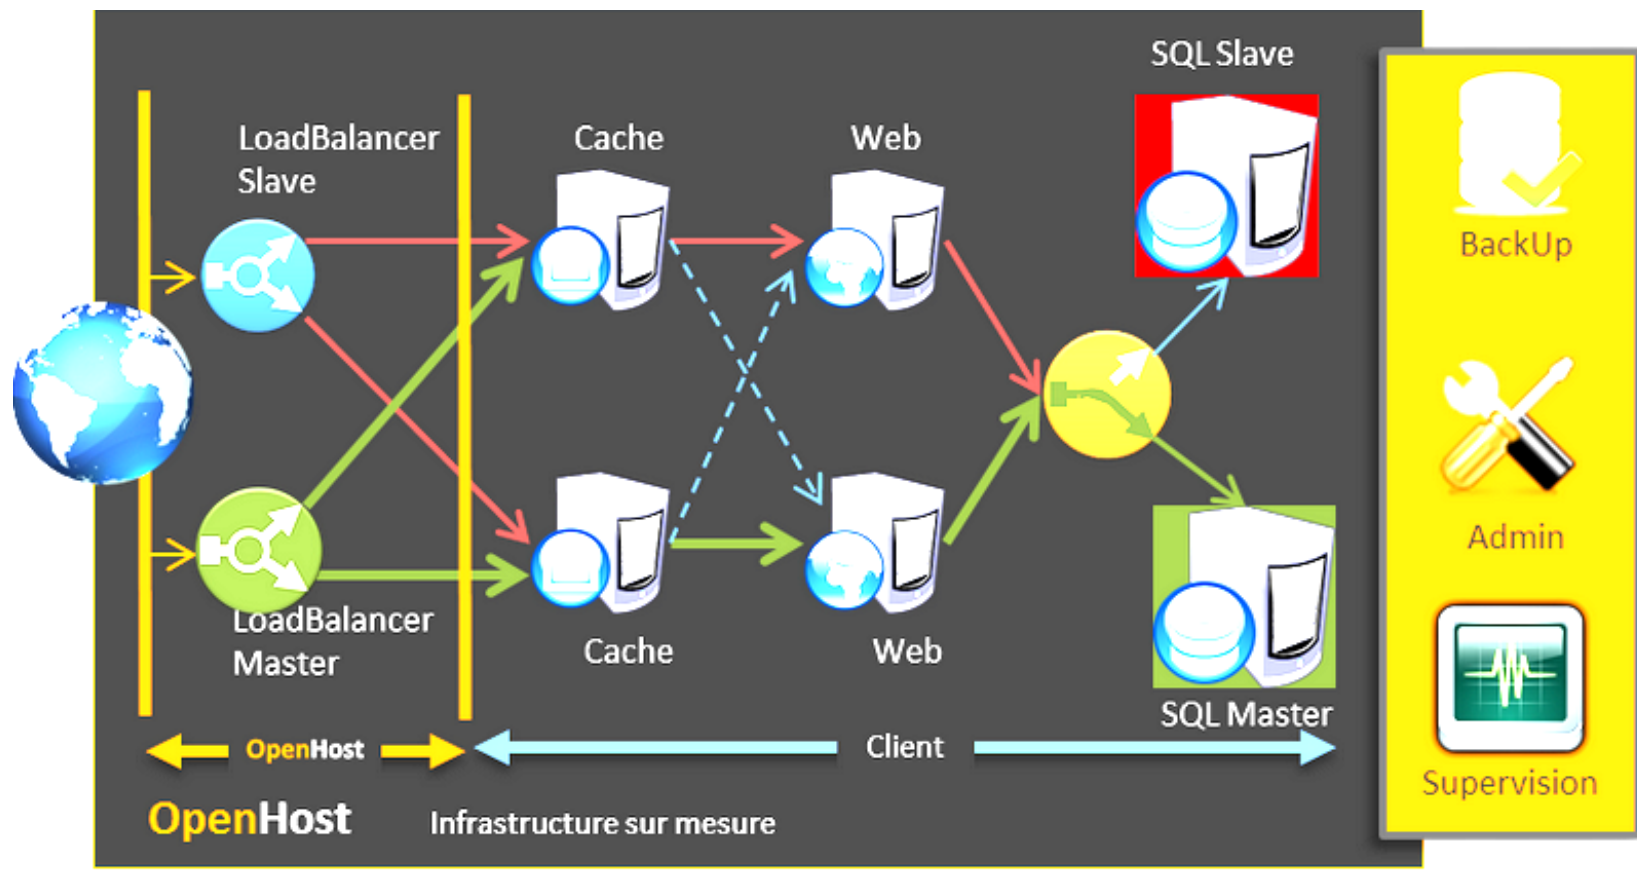 SQL Slave
LoadBalancer
Slave
Cache
Web
BackUp
Admin
LoadBalancer
Master
Cache
Web
SQL Master
Supervision
OpenHost
Client
OpenHost
Infrastructure sur mesure